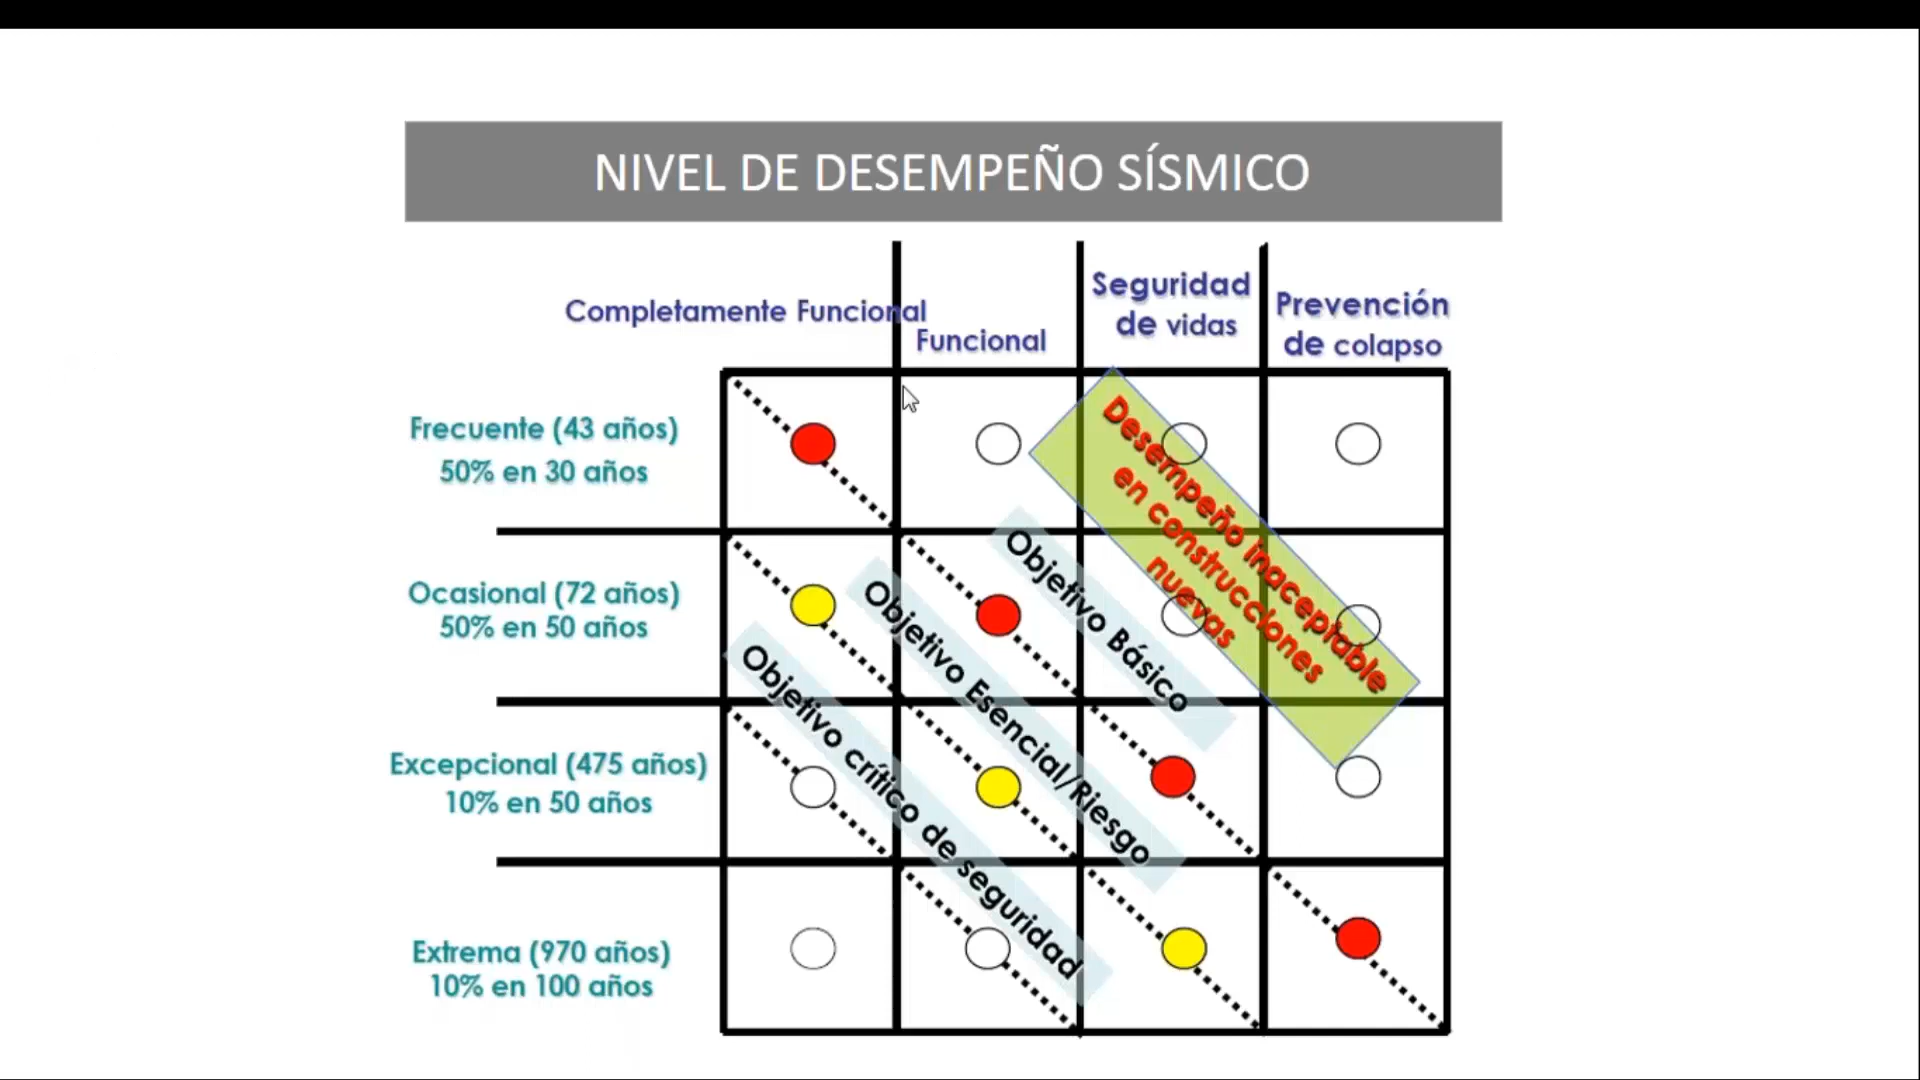 NIVEL DE DESEMPEÑO SÍSMICO
Completamente Funcional
Funcional
Seguridad
de vidas
Prevención
de colapso
Frecuente (43 años)
50% en 30 años
Ocasional (72 años)
50% en 50 años
Excepcional (475 años)
10% en 50 años
Extrema (970 años)
10% en 100 años
Desempeño inaceptable
en construcciones
nuevas
Objetivo Básico
Objetivo Esencial/Riesgo
Objetivo crítico de seguridad